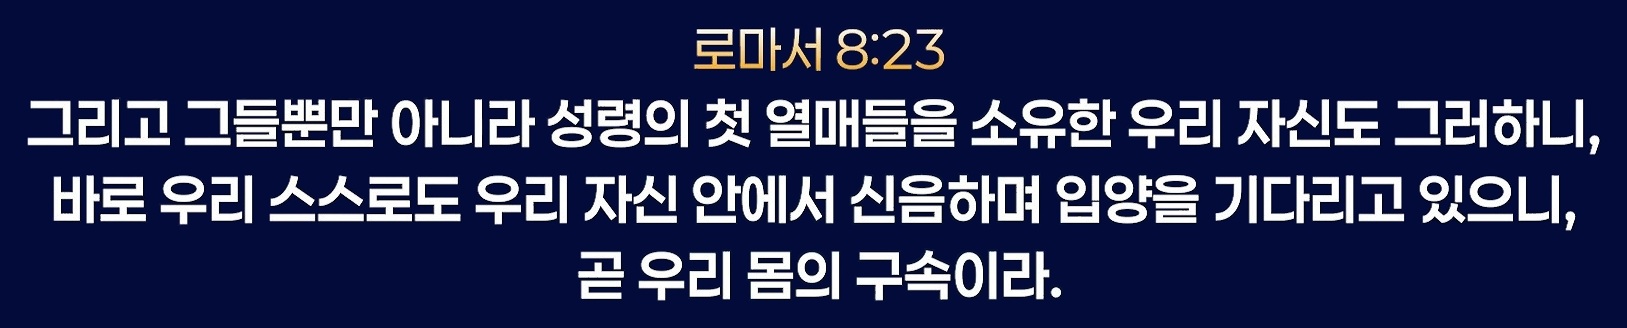 로마서 8:23
그리고 그들뿐만 아니라 성령의 첫 열매들을 소유한 우리 자신도 그러하니,
바로 우리 스스로도 우리 자신 안에서 신음하며 입양을 기다리고 있으니,
곧 우리 몸의 구속이라.